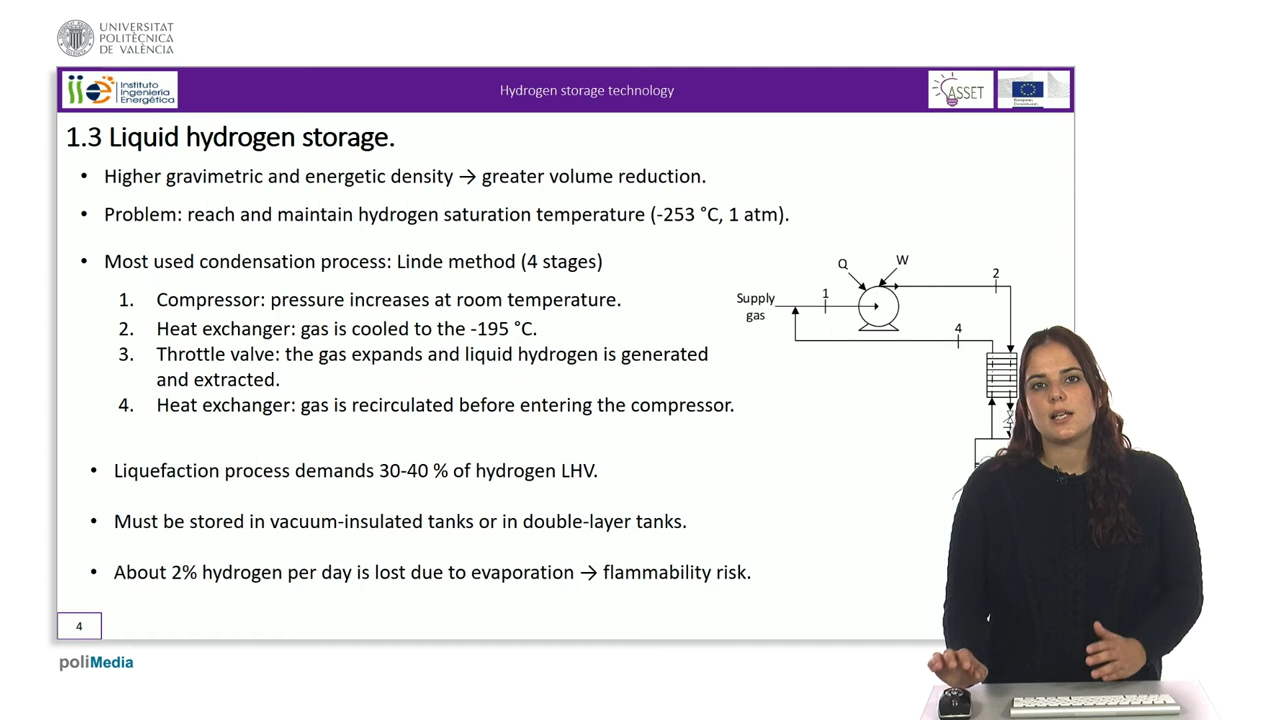 UNIVERSITAT
POLITÈCNICA
DE VALÈNCIA
iie Instituto
Ingeniería
Energética
Hydrogen storage technology
ASSET
European
Commission
1.3 Liquid hydrogen storage.
• Higher gravimetric and energetic density → greater volume reduction.
• Problem: reach and maintain hydrogen saturation temperature (-253 °C, 1 atm).
• Most used condensation process: Linde method (4 stages)
1. Compressor: pressure increases at room temperature.
2. Heat exchanger: gas is cooled to the -195 °C.
3. Throttle valve: the gas expands and liquid hydrogen is generated
and extracted.
4. Heat exchanger: gas is recirculated before entering the compressor.
Q
W
2
Supply
gas
1
4
• Liquefaction process demands 30-40 % of hydrogen LHV.
• Must be stored in vacuum-insulated tanks or in double-layer tanks.
• About 2% hydrogen per day is lost due to evaporation → flammability risk.
4
poliMedia